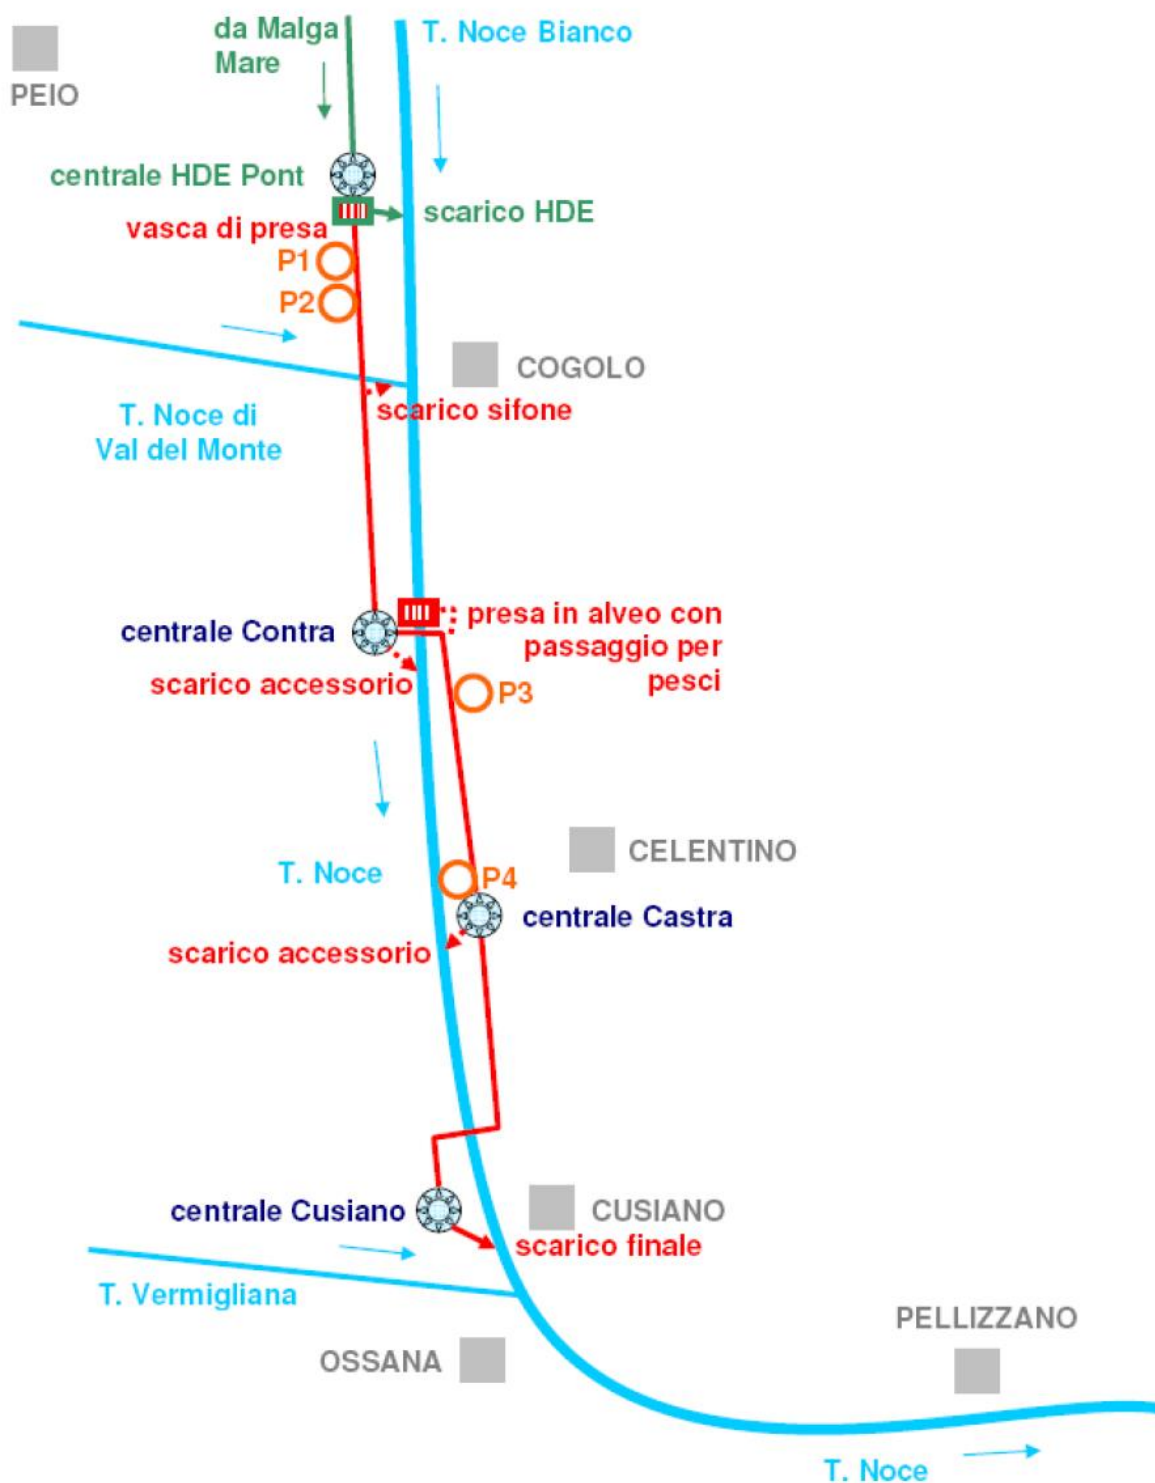 da Malga
Mare
T. Noce Bianco
PEIO
centrale HDE Pont
scarico HDE
vasca di presa
P1
P2
COGOLO
scarico sifone
T. Noce di
Val del Monte
presa in alveo con
passaggio per
pesci
centrale Contra
scarico accessorio
P3
CELENTINO
T. Noce
P4
centrale Castra
scarico accessorio
centrale Cusiano
CUSIANO
scarico finale
T. Vermigliana
PELLIZZANO
OSSANA
T. Noce